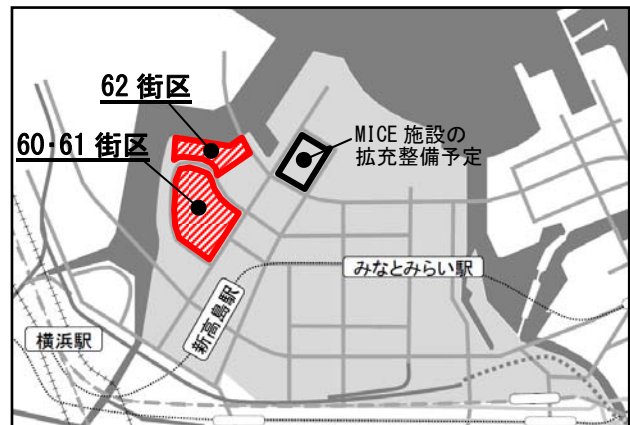 62 街区
60・61 街区
MICE 施設の
拡充整備予定
みなとみらい駅
新高島駅
横浜駅